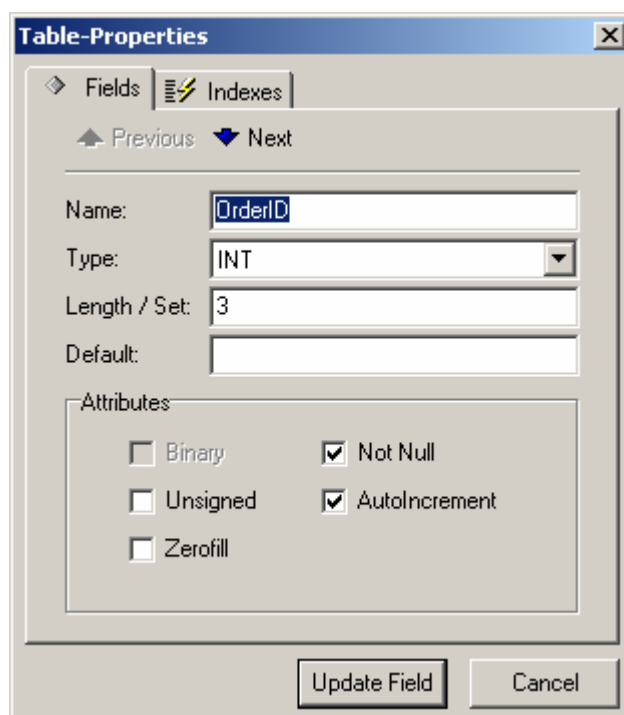 Table-Properties
Fields Indexes
Previous Next
Name: OrderID
Type: INT
Length / Set: 3
Default:
Attributes
Binary Not Null
Unsigned AutoIncrement
Zerofill
Update Field Cancel